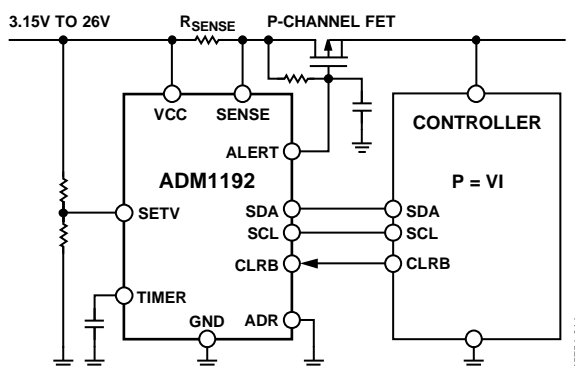 3.15V TO 26V
RSENSE
P-CHANNEL FET
VCC
SENSE
ALERT
ADM1192
SETV
SDA
SCL
CLRB
TIMER
GND
ADR
CONTROLLER
P = VI
SDA
SCL
CLRB